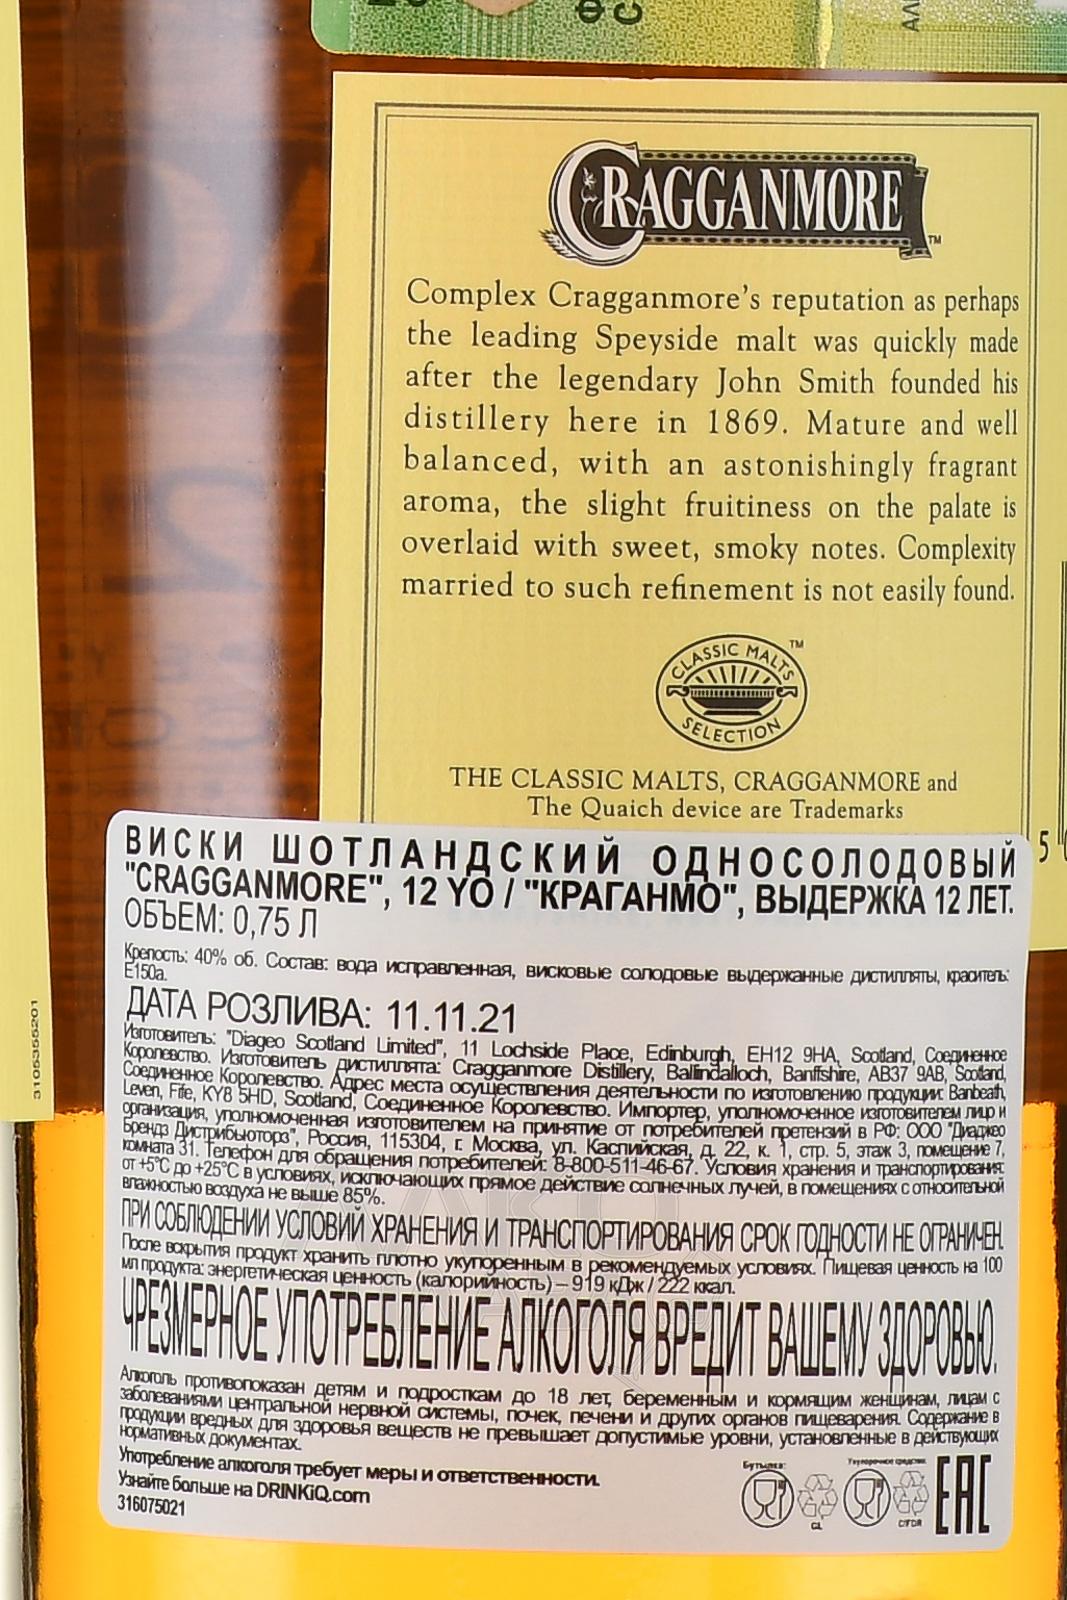 CRAGGANMORE™
Complex Cragganmore's reputation as perhaps
the leading Speyside malt was quickly made
after the legendary John Smith founded his
distillery here in 1869. Mature and well
balanced, with an astonishingly fragrant
aroma, the slight fruitiness on the palate is
overlaid with sweet, smoky notes. Complexity
married to such refinement is not easily found.
CLASSIC MALTS™
SELECTION
THE CLASSIC MALTS, CRAGGANMORE and
The Quaich device are Trademarks
5
3105355201
ВИСКИ ШОТЛАНДСКИЙ ОДНОСОЛОДОВЫЙ
"CRAGGANMORE", 12 YO / "КРАГАНМО", ВЫДЕРЖКА 12 ЛЕТ.
ОБЪЕМ: 0,75 Л
Крепость: 40% об. Состав: вода исправленная, висковые солодовые выдержанные дистилляты, краситель:
Е150а.
ДАТА РОЗЛИВА: 11.11.21
Изготовитель: "Diageo Scotland Limited", 11 Lochside Place, Edinburgh, EH12 9HA, Scotland, Соединенное
Королевство. Изготовитель дистиллята: Cragganmore Distillery, Ballindalloch, Banffshire, AB37 9AB, Scotland,
Соединенное Королевство. Адрес места осуществления деятельности по изготовлению продукции: Banbeath,
Leven, Fife, KY8 5HD, Scotland, Соединенное Королевство. Импортер, уполномоченное изготовителем лицо и
организация, уполномоченная изготовителем на принятие от потребителей претензий в РФ: ООО "Диаджео
Брендз Дистрибьюторз", Россия, 115304, г. Москва, ул. Каспийская, д. 22, к. 1, стр. 5, этаж 3, помещение 7,
комната 31. Телефон для обращения потребителей: 8-800-511-46-67. Условия хранения и транспортирования:
от +5°С до +25°С в условиях, исключающих прямое действие солнечных лучей, в помещениях с относительной
влажностью воздуха не выше 85%.
ПРИ СОБЛЮДЕНИИ УСЛОВИЙ ХРАНЕНИЯ И ТРАНСПОРТИРОВАНИЯ СРОК ГОДНОСТИ НЕ ОГРАНИЧЕН.
После вскрытия продукт хранить плотно укупоренным в рекомендуемых условиях. Пищевая ценность на 100
мл продукта: энергетическая ценность (калорийность) – 919 кДж / 222 ккал.
ЧРЕЗМЕРНОЕ УПОТРЕБЛЕНИЕ АЛКОГОЛЯ ВРЕДИТ ВАШЕМУ ЗДОРОВЬЮ.
Алкоголь противопоказан детям и подросткам до 18 лет, беременным и кормящим женщинам, лицам с
заболеваниями центральной нервной системы, почек, печени и других органов пищеварения. Содержание в
продукции вредных для здоровья веществ не превышает допустимые уровни, установленные в действующих
нормативных документах.
Употребление алкоголя требует меры и ответственности.
Узнайте больше на DRINKiQ.com
316075021
Бутылка: Укупорочное средство:
GL C/FOR
EAC